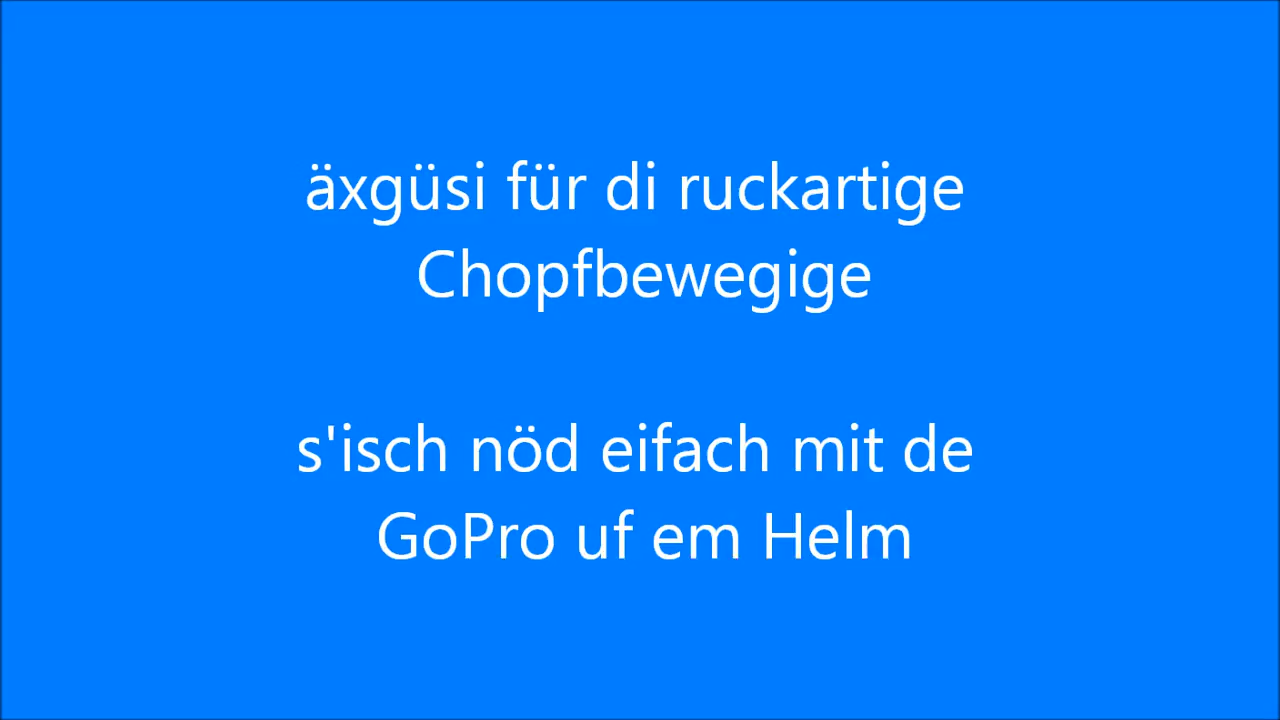 äxgüsi für di ruckartige
Chopfbewegige
s'isch nöd eifach mit de
GoPro uf em Helm